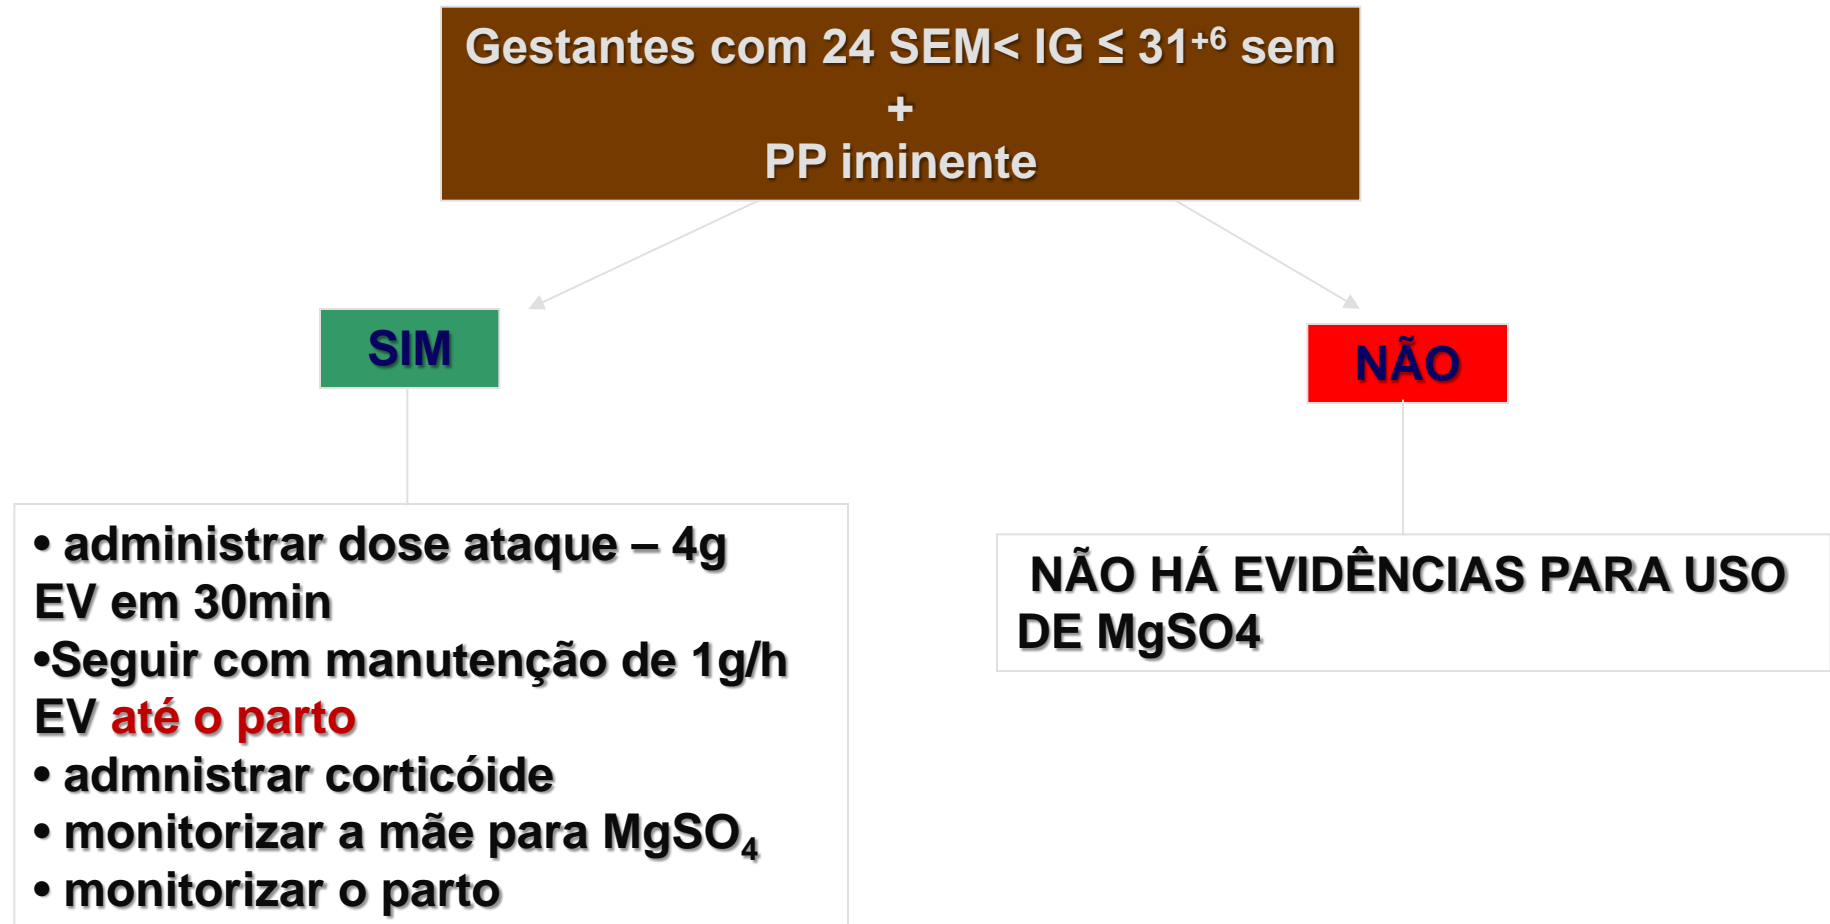 Gestantes com 24 SEM< IG ≤ 31⁺⁶ sem
+
PP iminente
SIM
NÃO
• administrar dose ataque – 4g
EV em 30min
•Seguir com manutenção de 1g/h
EV até o parto
• admnistrar corticóide
• monitorizar a mãe para MgSO₄
• monitorizar o parto
NÃO HÁ EVIDÊNCIAS PARA USO
DE MgSO4